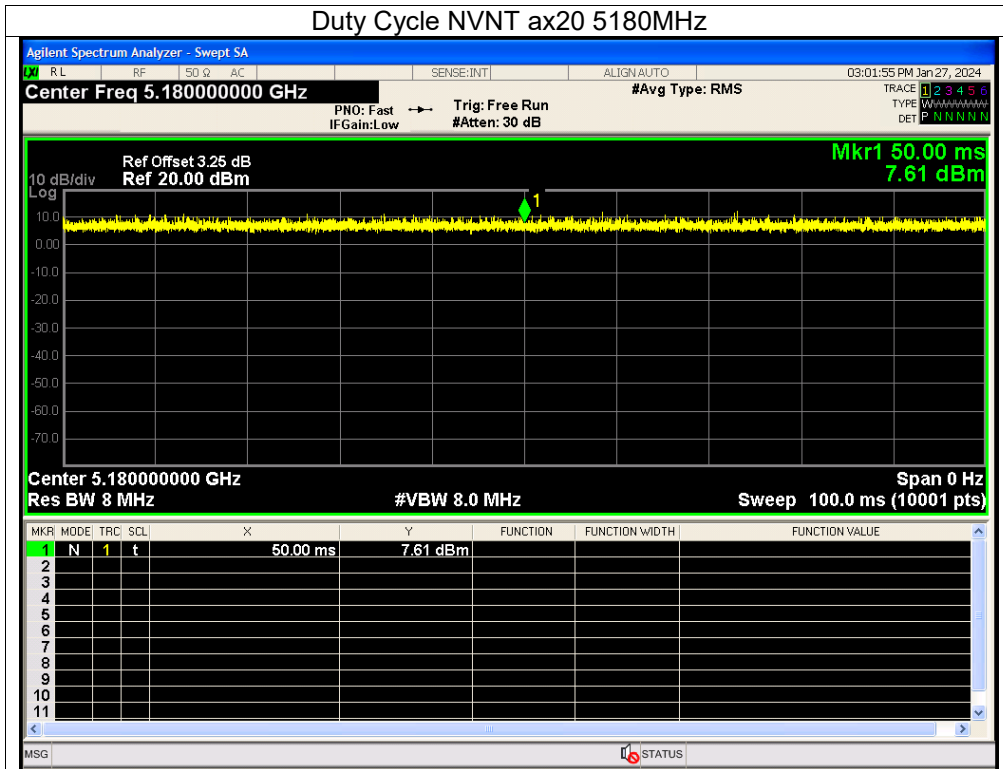 Duty Cycle NVNT ax20 5180MHz
Agilent Spectrum Analyzer - Swept SA
LXI RL RF 50 Ω AC SENSE:INT ALIGN AUTO 03:01:55 PM Jan 27, 2024
Center Freq 5.180000000 GHz #Avg Type: RMS TRACE 1 2 3 4 5 6
PNO: Fast Trig: Free Run TYPE WWWWWW
IFGain:Low #Atten: 30 dB DET P N N N N N
Ref Offset 3.25 dB Mkr1 50.00 ms
10 dB/div Ref 20.00 dBm 7.61 dBm
Log
1
10.0
0.00
-10.0
-20.0
-30.0
-40.0
-50.0
-60.0
-70.0
Center 5.180000000 GHz Span 0 Hz
Res BW 8 MHz #VBW 8.0 MHz Sweep 100.0 ms (10001 pts)
MKR MODE TRC SCL X Y FUNCTION FUNCTION WIDTH FUNCTION VALUE
1 N 1 t 50.00 ms 7.61 dBm
2
3
4
5
6
7
8
9
10
11
MSG STATUS